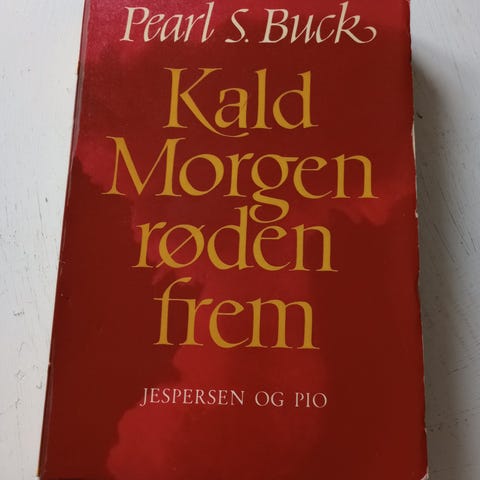 Pearl S. Buck
Kald
Morgen
røden
frem
JESPERSEN OG PIO